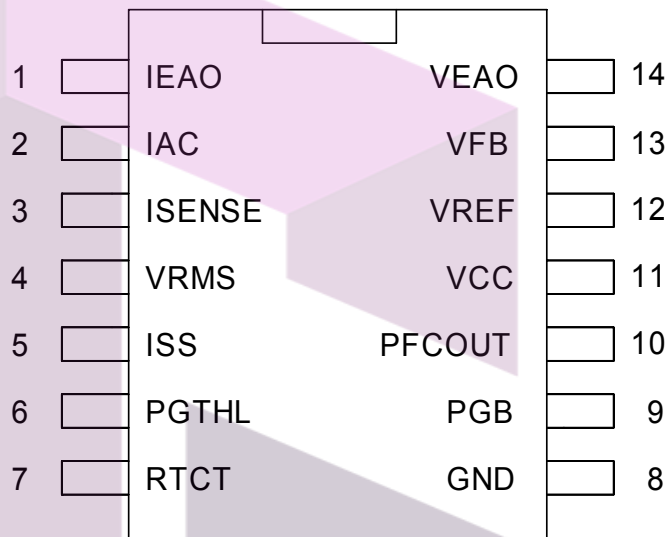 1 IEAO VEAO 14
2 IAC VFB 13
3 ISENSE VREF 12
4 VRMS VCC 11
5 ISS PFCOUT 10
6 PGTHL PGB 9
7 RTCT GND 8